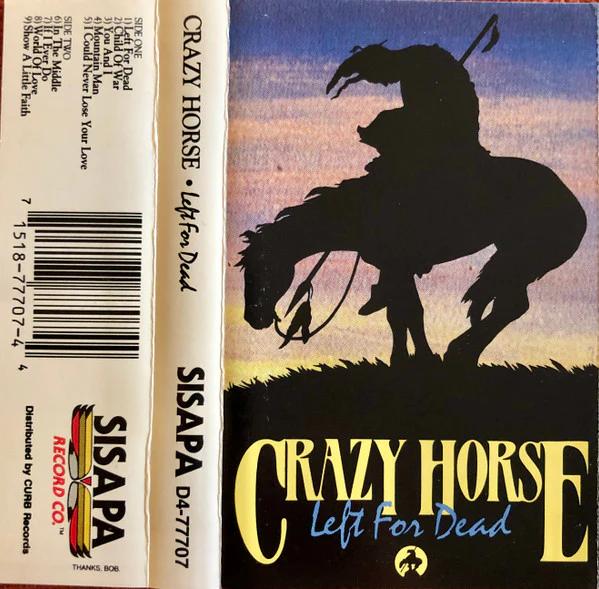 SIDE ONE
1) Left For Dead
2) Child Of War
3) You And I
4) Mountain Man
5) I Could Never Lose Your Love
SIDE TWO
6) In The Middle
7) If I Ever Do
8) World Of Love
9) Show A Little Faith
7 1518-77707-4 4
SISAPA
RECORD CO.™
Distributed by CURB Records
THANKS, BOB.
CRAZY HORSE • Left For Dead
SISAPA D4-77707
CRAZY HORSE
Left For Dead